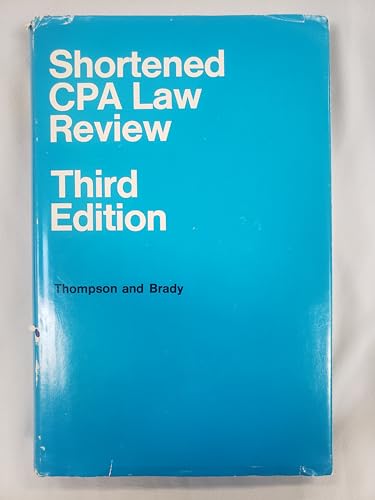 Shortened
CPA Law
Review
Third
Edition
Thompson and Brady